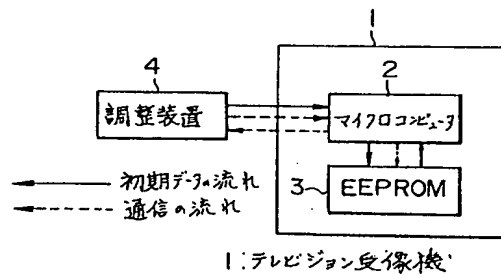 1
4
2
調整装置
マイクロコンピュータ
3
EEPROM
初期データの流れ
通信の流れ
1:テレビジョン受像機